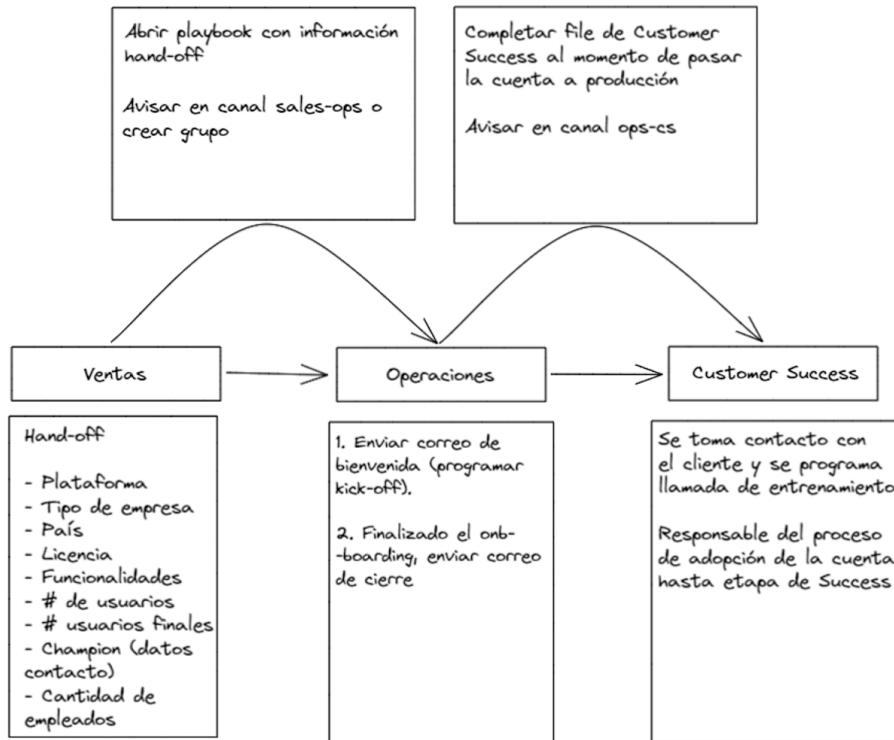 Abrir playbook con información
hand-off
Avisar en canal sales-ops o
crear grupo
Completar file de Customer
Success al momento de pasar
la cuenta a producción
Avisar en canal ops-cs
Ventas
Operaciones
Customer Success
Hand-off
- Plataforma
- Tipo de empresa
- País
- Licencia
- Funcionalidades
- # de usuarios
- # usuarios finales
- Champion (datos
contacto)
- Cantidad de
empleados
1. Enviar correo de
bienvenida (programar
kick-off).
2. Finalizado el onb-
-boarding, enviar correo
de cierre
Se toma contacto con
el cliente y se programa
llamada de entrenamiento
Responsable del proceso
de adopción de la cuenta
hasta etapa de Success